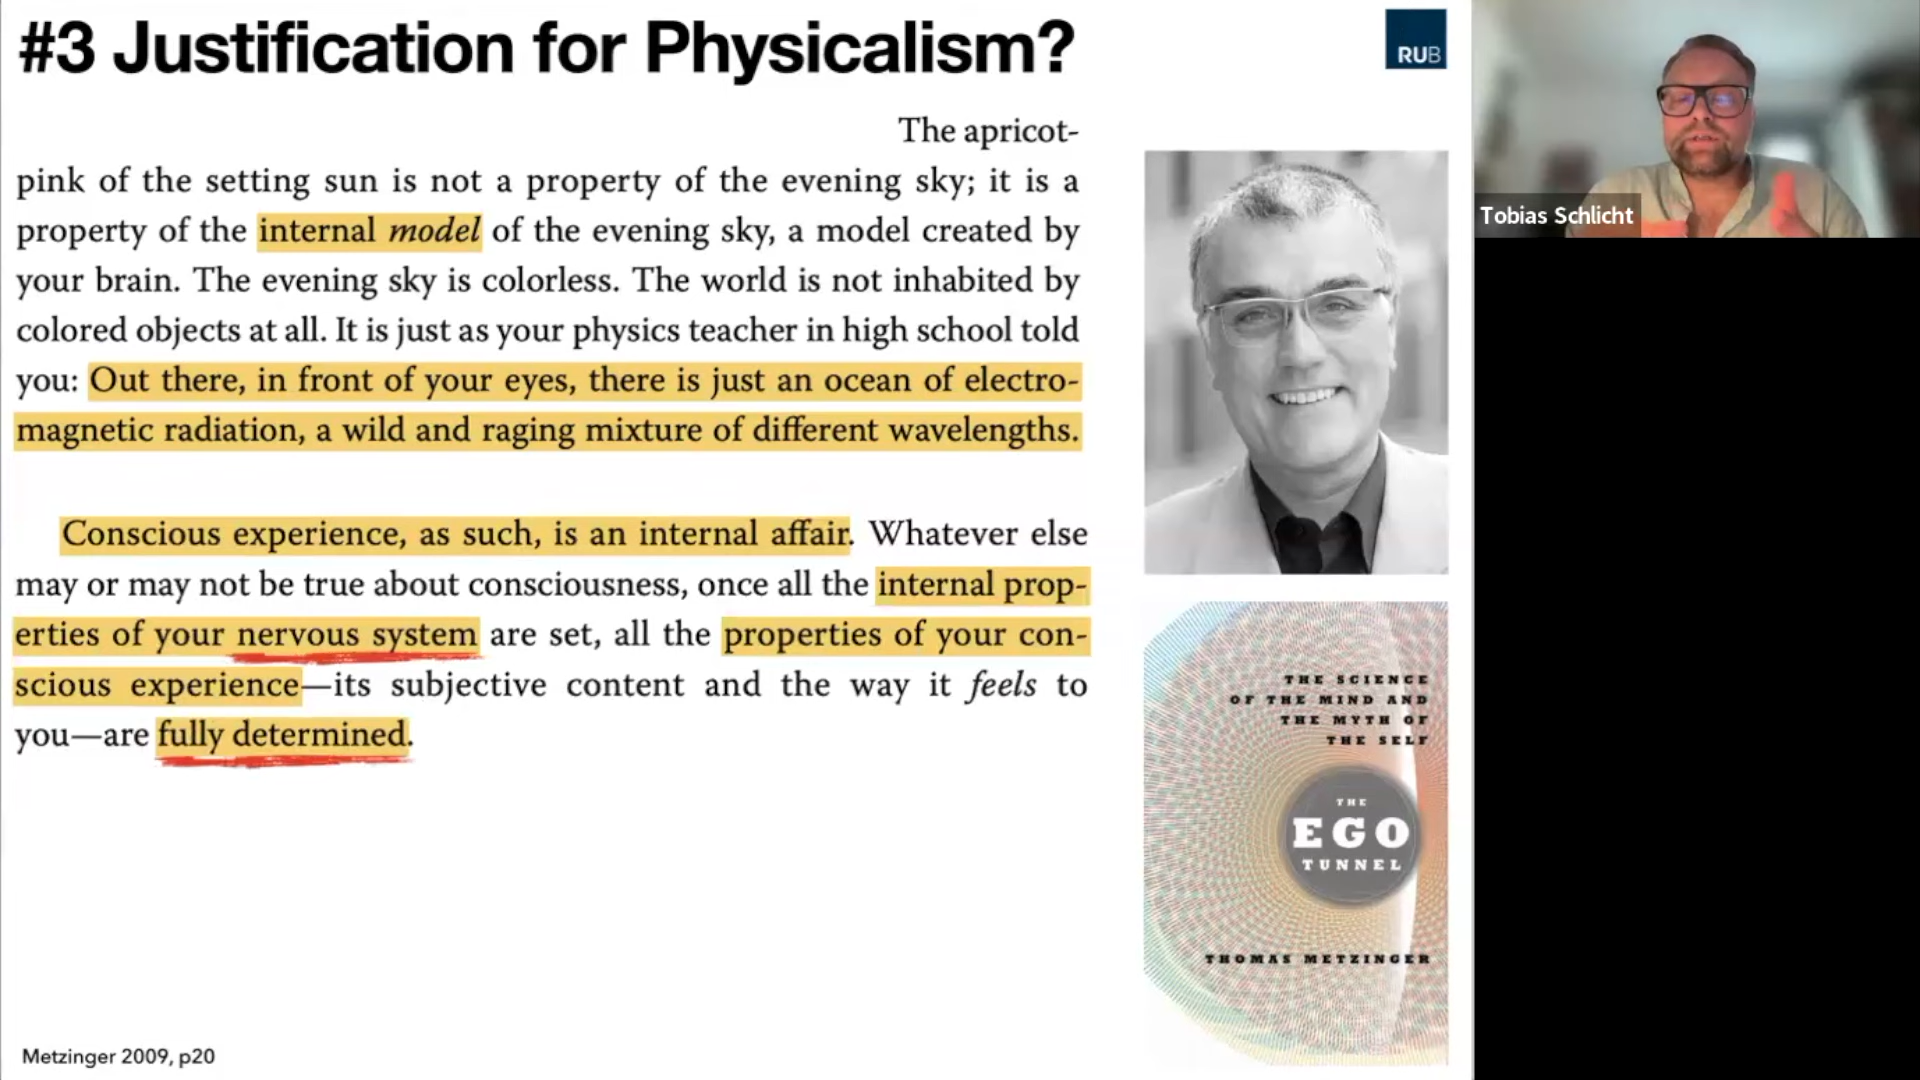 #3 Justification for Physicalism?
RUB
The apricot-
pink of the setting sun is not a property of the evening sky; it is a
property of the internal model of the evening sky, a model created by
your brain. The evening sky is colorless. The world is not inhabited by
colored objects at all. It is just as your physics teacher in high school told
you: Out there, in front of your eyes, there is just an ocean of electro-
magnetic radiation, a wild and raging mixture of different wavelengths.
Conscious experience, as such, is an internal affair. Whatever else
may or may not be true about consciousness, once all the internal prop-
erties of your nervous system are set, all the properties of your con-
scious experience—its subjective content and the way it feels to
you—are fully determined.
Metzinger 2009, p20
THE SCIENCE
OF THE MIND AND
THE MYTH OF
THE SELF
THE
EGO
TUNNEL
THOMAS METZINGER
Tobias Schlicht